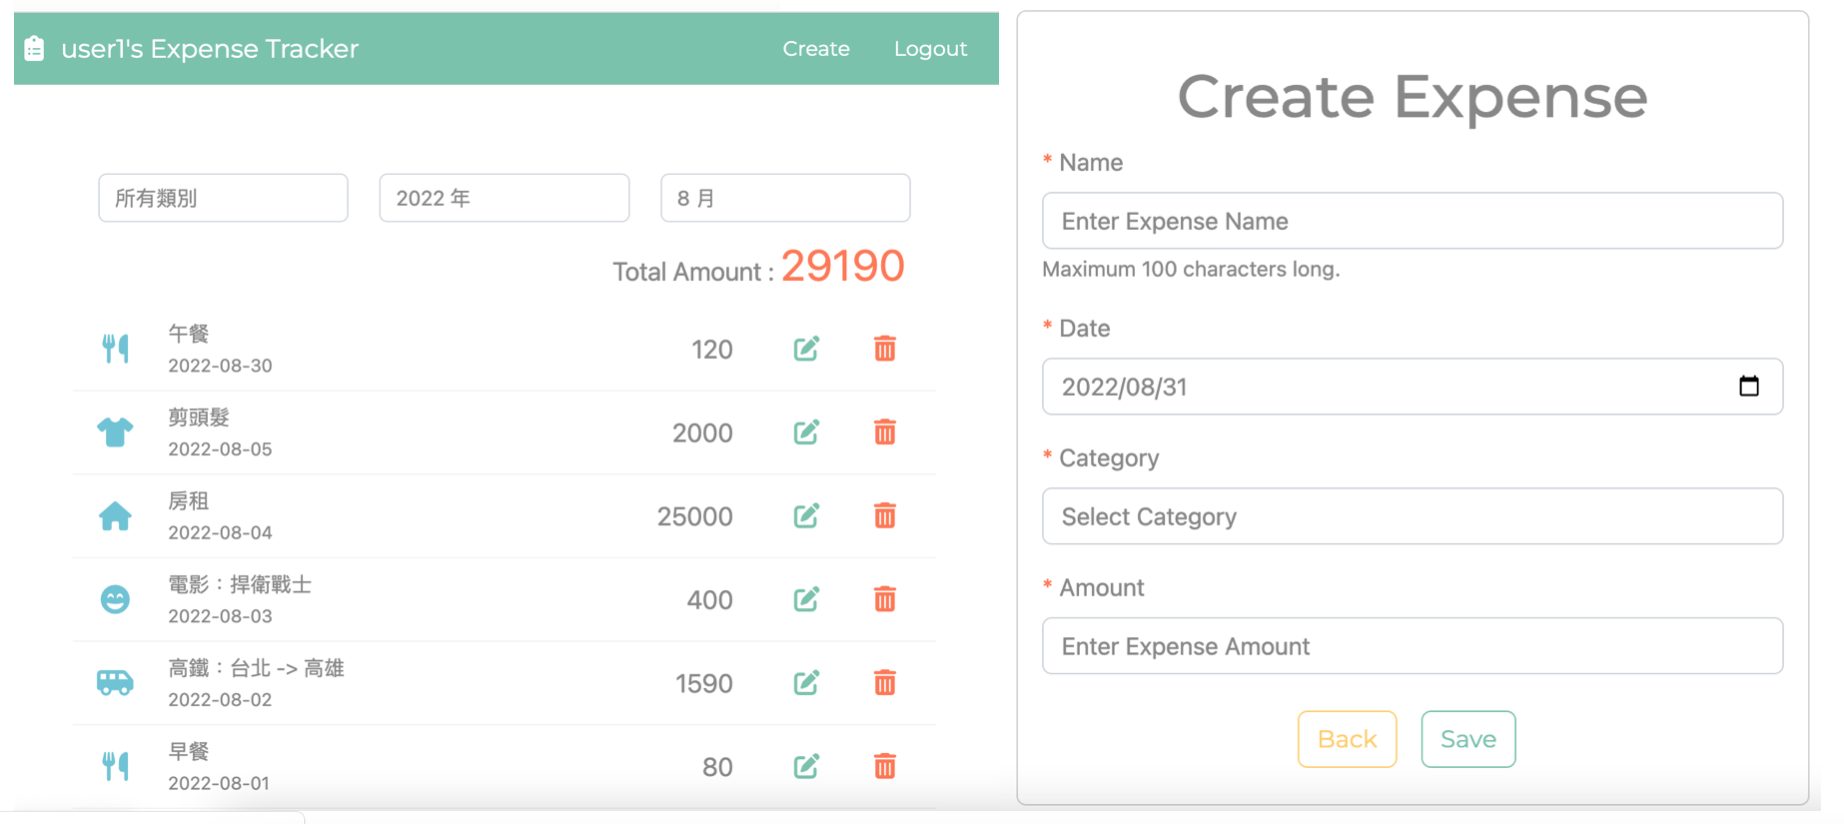 user1's Expense Tracker
Create
Logout
所有類別
2022 年
8 月
Total Amount : 29190
午餐
2022-08-30
120
剪頭髮
2022-08-05
2000
房租
2022-08-04
25000
電影：捍衛戰士
2022-08-03
400
高鐵：台北 -> 高雄
2022-08-02
1590
早餐
2022-08-01
80
Create Expense
* Name
Enter Expense Name
Maximum 100 characters long.
* Date
2022/08/31
* Category
Select Category
* Amount
Enter Expense Amount
Back
Save